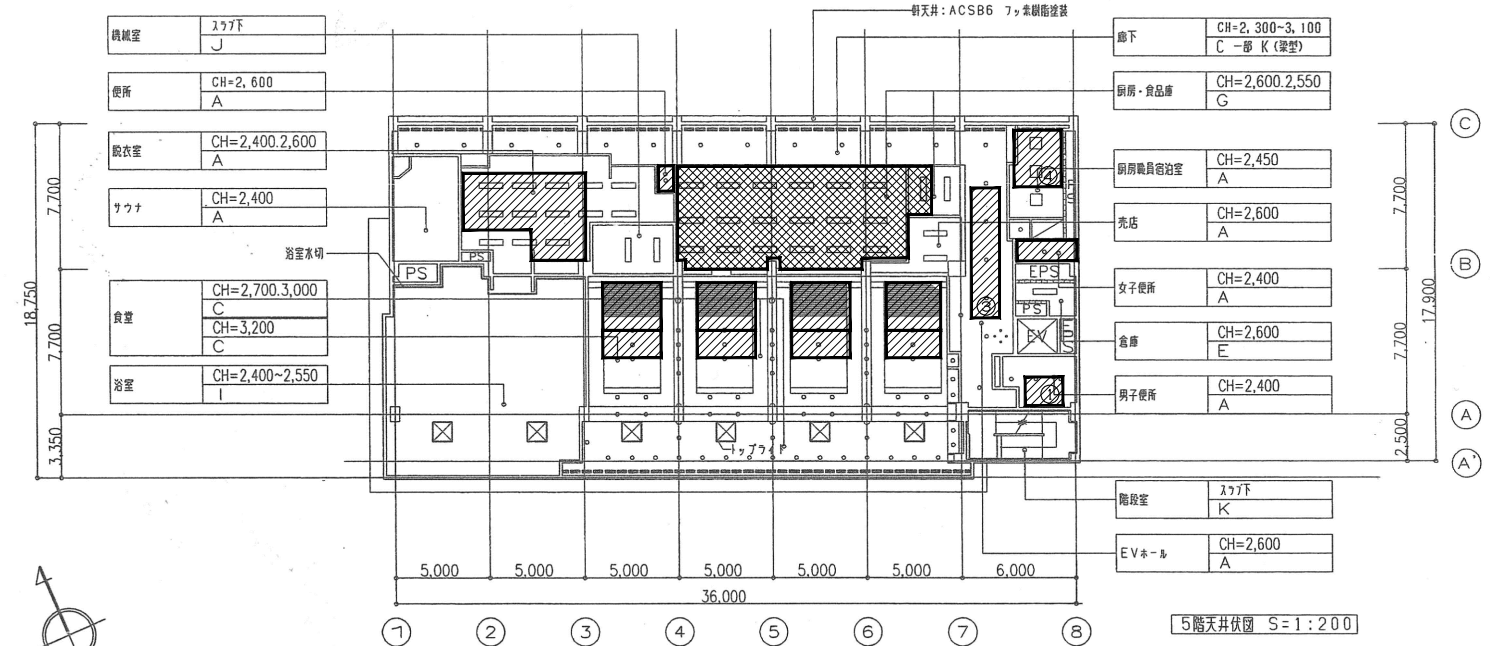 軒天井:ACSB6 フッ素樹脂塗装
機械室
スラブ下
J
便所
CH=2,600
A
脱衣室
CH=2,400.2,600
A
サウナ
CH=2,400
A
浴室水切
食堂
CH=2,700.3,000
C
CH=3,200
C
浴室
CH=2,400~2,550
I
廊下
CH=2,300~3,100
C 一部 K(梁型)
厨房・食品庫
CH=2,600.2,550
G
厨房職員宿泊室
CH=2,450
A
売店
CH=2,600
A
女子便所
CH=2,400
A
倉庫
CH=2,600
E
男子便所
CH=2,400
A
階段室
スラブ下
K
EVホール
CH=2,600
A
PS
PS
PS
EPS
PS
EV
EPS
④
③
①
トップライト
7,700
7,700
3,350
18,750
7,700
7,700
2,500
17,900
C
B
A
A'
5,000
5,000
5,000
5,000
5,000
5,000
6,000
36,000
1
2
3
4
5
6
7
8
5階天井伏図 S=1:200